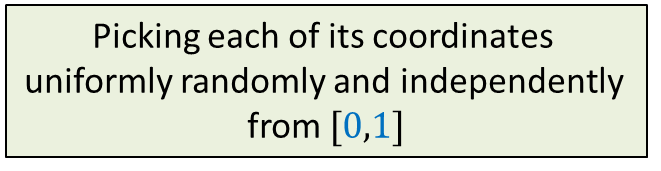 Picking each of its coordinates
uniformly randomly and independently
from [0,1]